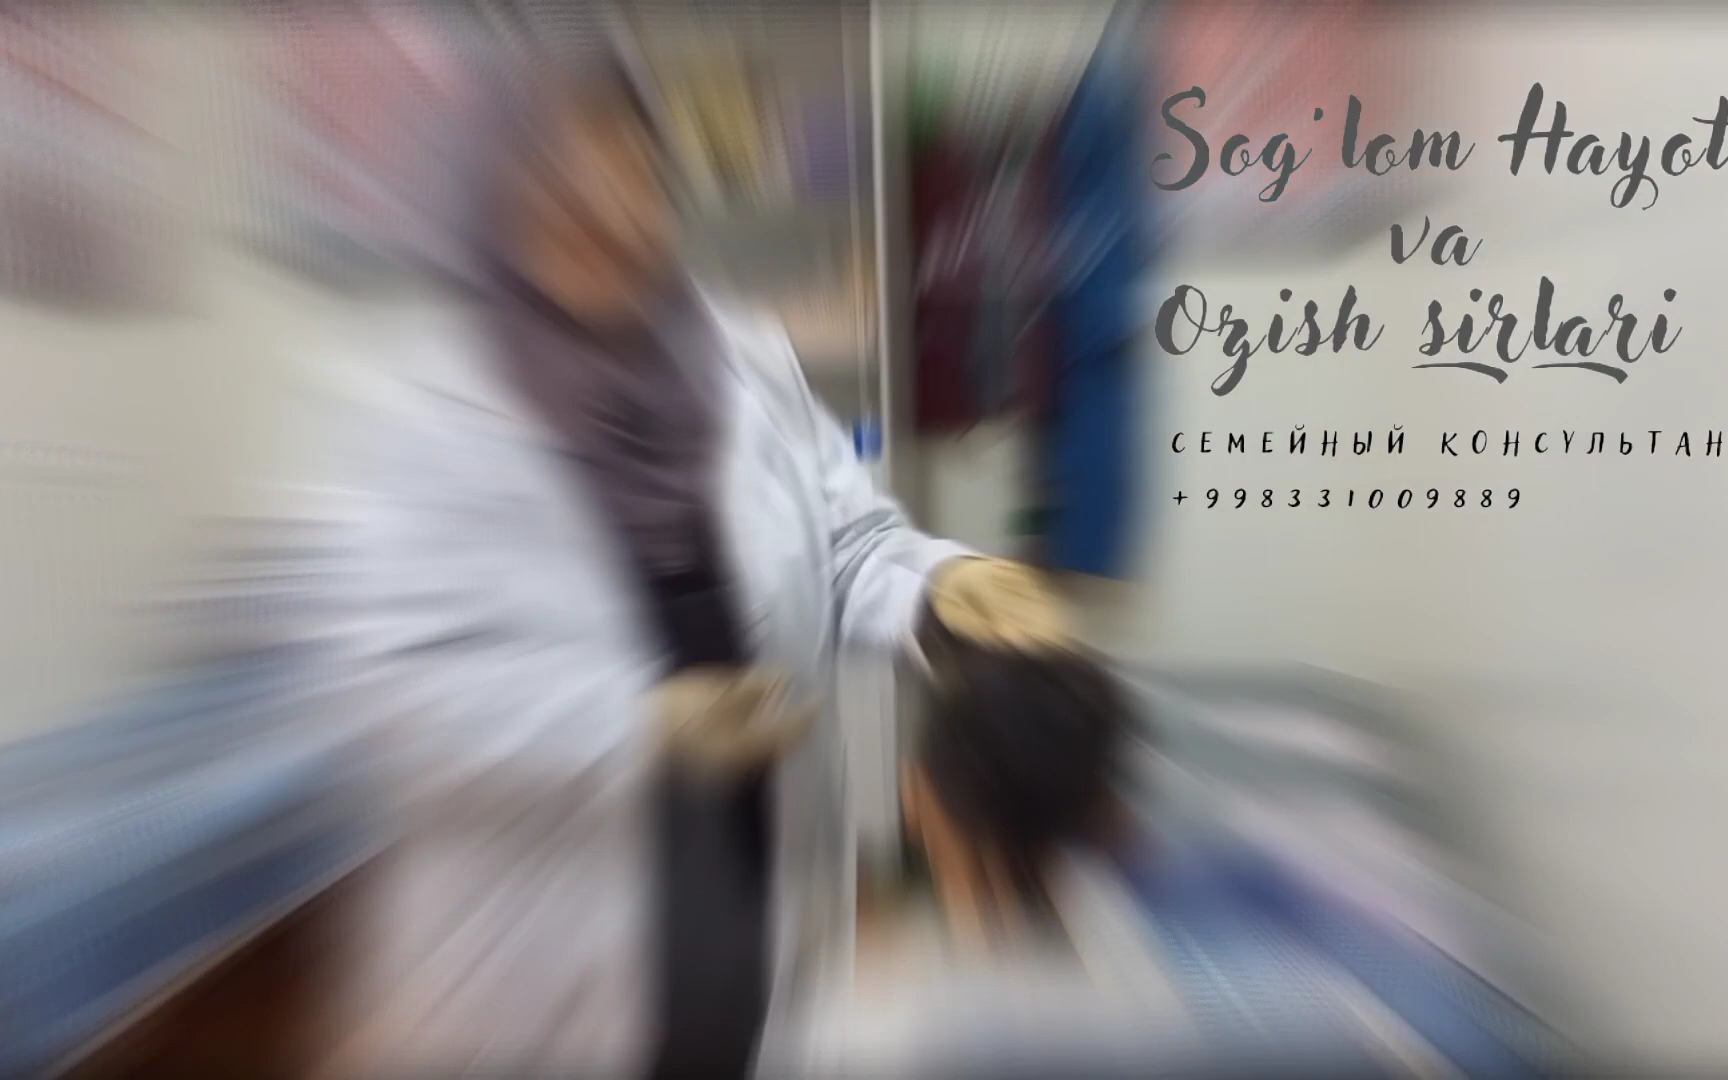 Sog'lom Hayot
va
Ozish sirlari
СЕМЕЙНЫЙ КОНСУЛЬТАН
+998331009889